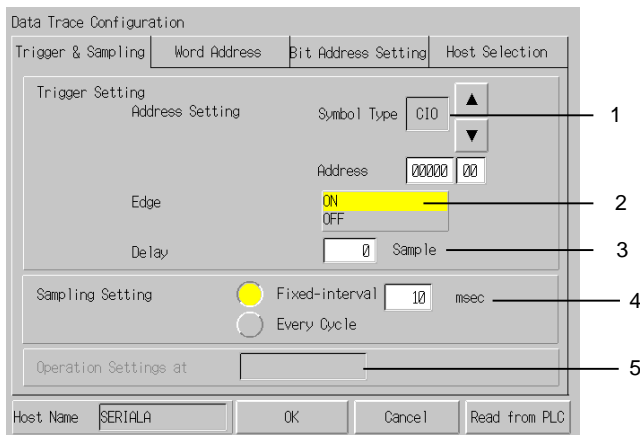 Data Trace Configuration
Trigger & Sampling Word Address Bit Address Setting Host Selection
Trigger Setting
Address Setting Symbol Type CIO ▲ 1
▼
Address 00000 00
Edge ON 2
OFF
Delay 0 Sample 3
Sampling Setting Fixed-interval 10 msec 4
Every Cycle
Operation Settings at 5
Host Name SERIALA OK Cancel Read from PLC